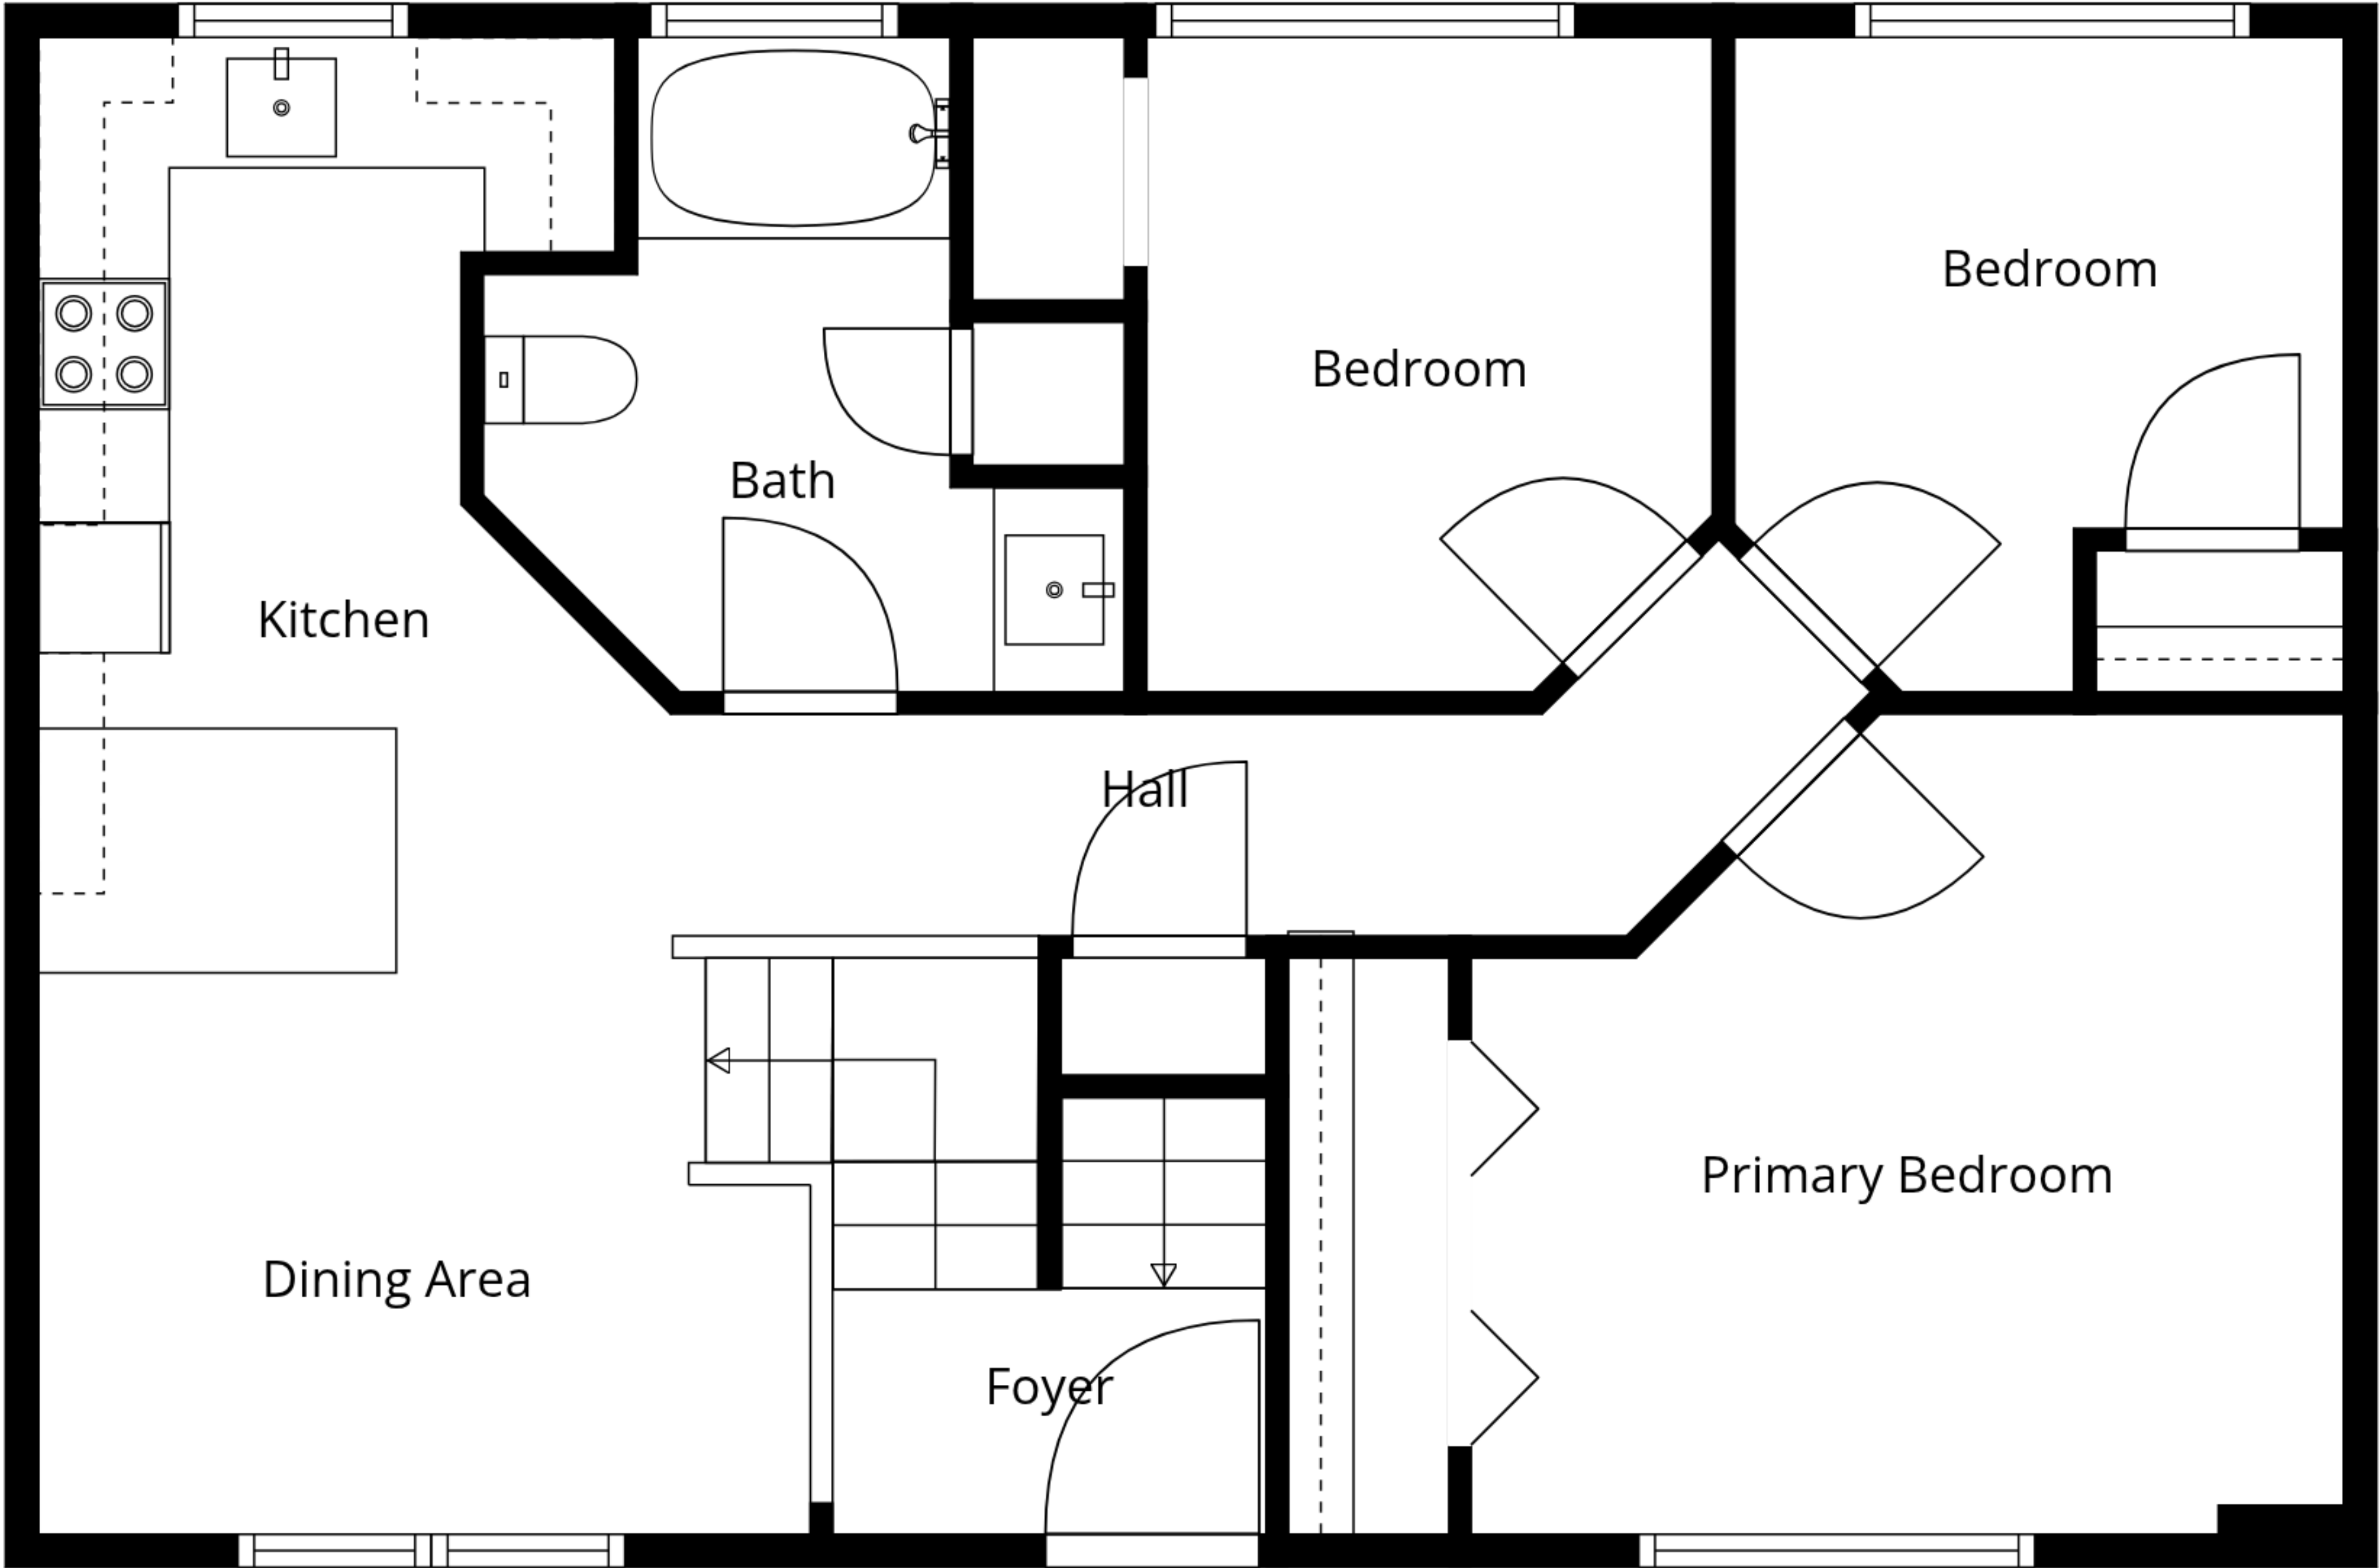 Bedroom
Bedroom
Bath
Kitchen
Hall
Primary Bedroom
Dining Area
Foyer